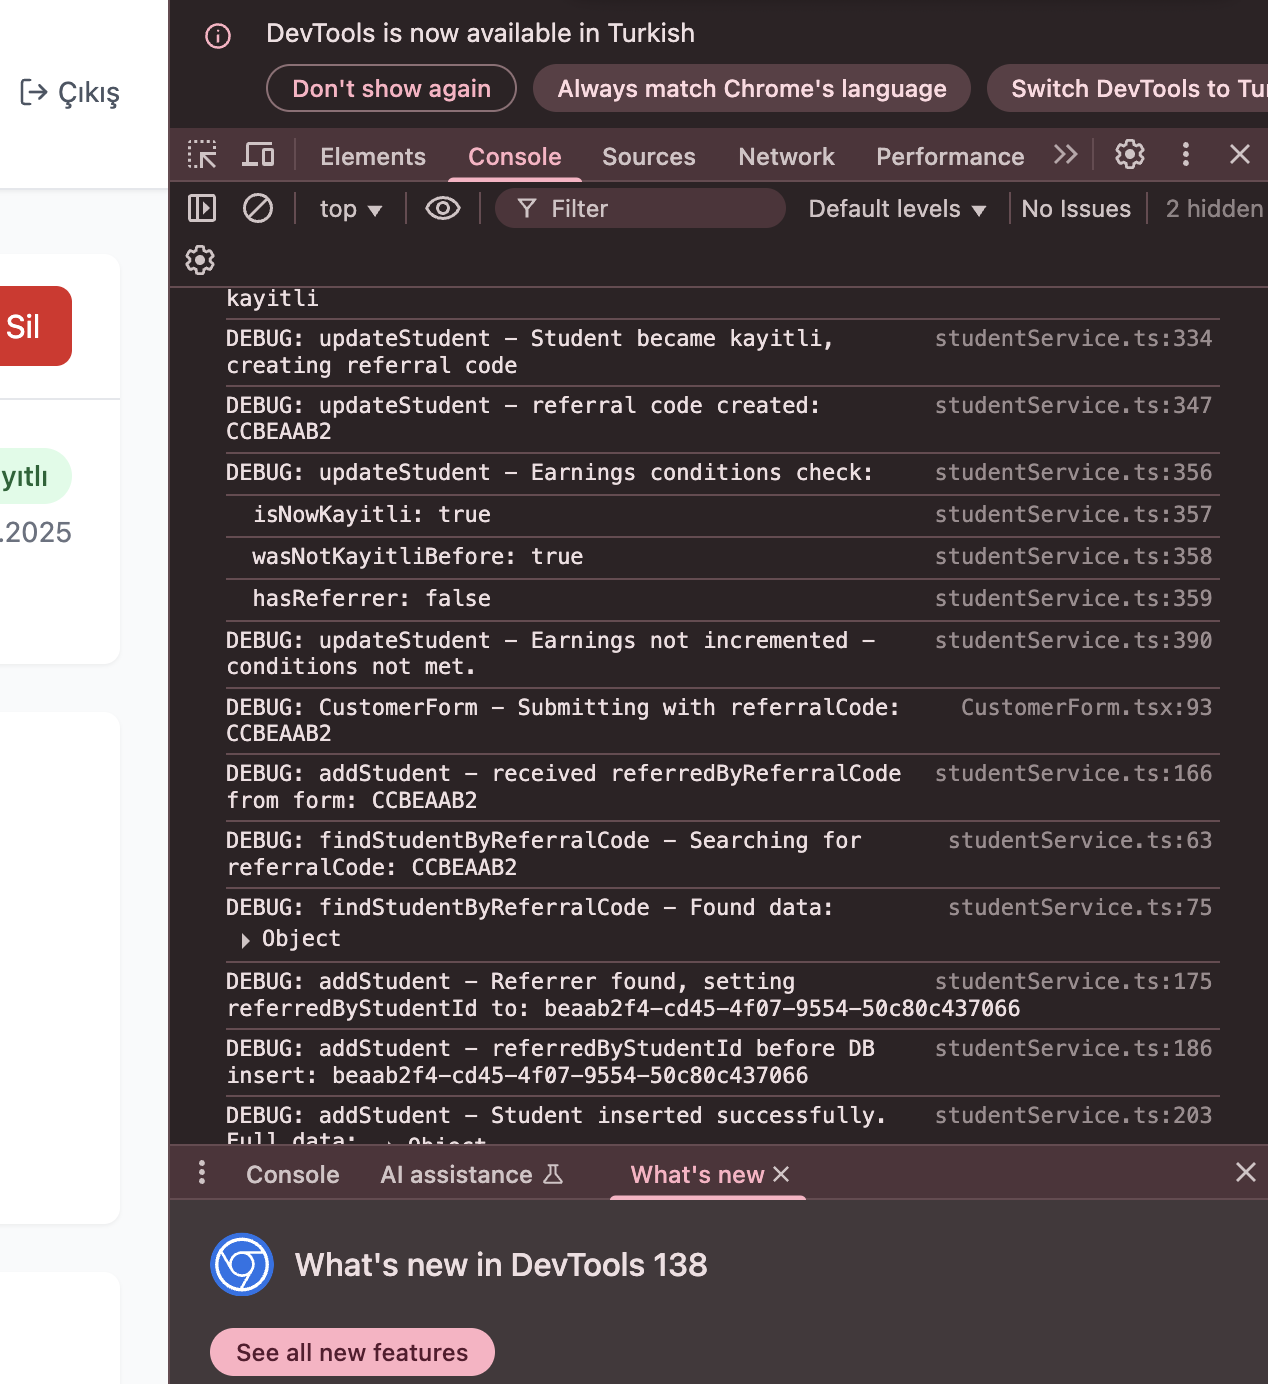 DevTools is now available in Turkish
Çıkış
Don't show again
Always match Chrome's language
Switch DevTools to
Elements
Console
Sources
Network
Performance
top
Filter
Default levels
No Issues
2 hidden
Sil
yıtlı
.2025
kayitli
DEBUG: updateStudent – Student became kayitli, studentService.ts:334
creating referral code
DEBUG: updateStudent – referral code created: studentService.ts:347
CCBEAAB2
DEBUG: updateStudent – Earnings conditions check: studentService.ts:356
isNowKayitli: true studentService.ts:357
wasNotKayitliBefore: true studentService.ts:358
hasReferrer: false studentService.ts:359
DEBUG: updateStudent – Earnings not incremented – studentService.ts:390
conditions not met.
DEBUG: CustomerForm – Submitting with referralCode: CustomerForm.tsx:93
CCBEAAB2
DEBUG: addStudent – received referredByReferralCode studentService.ts:166
from form: CCBEAAB2
DEBUG: findStudentByReferralCode – Searching for studentService.ts:63
referralCode: CCBEAAB2
DEBUG: findStudentByReferralCode – Found data: studentService.ts:75
Object
DEBUG: addStudent – Referrer found, setting studentService.ts:175
referredByStudentId to: beaab2f4-cd45-4f07-9554-50c80c437066
DEBUG: addStudent – referredByStudentId before DB studentService.ts:186
insert: beaab2f4-cd45-4f07-9554-50c80c437066
DEBUG: addStudent – Student inserted successfully. studentService.ts:203
Full data: Object
Console
AI assistance
What's new
What's new in DevTools 138
See all new features